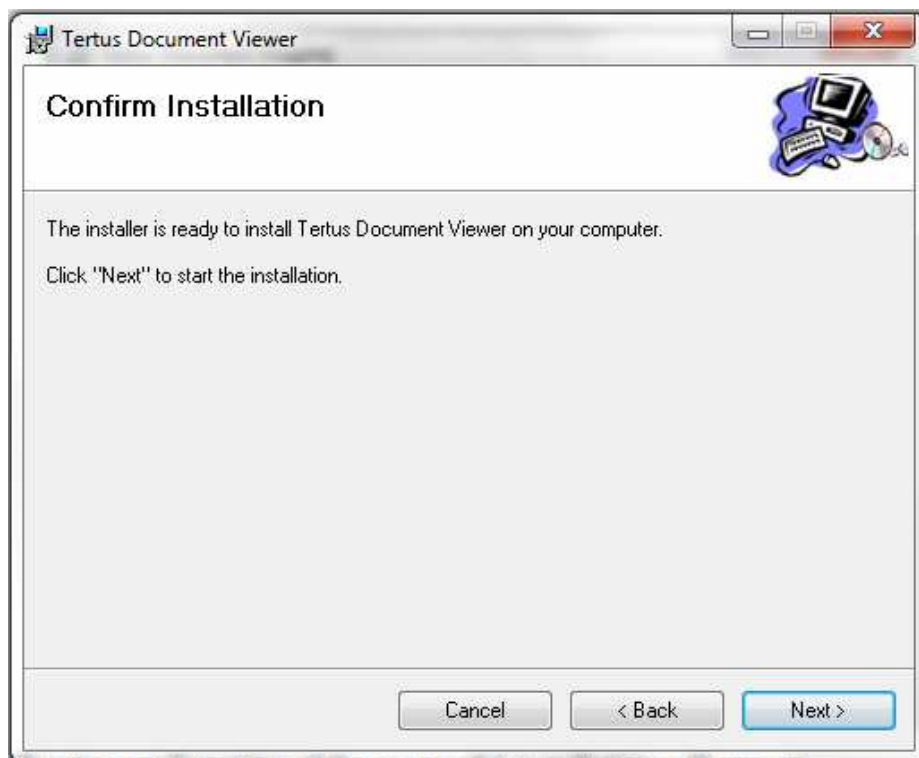 Tertus Document Viewer
Confirm Installation
The installer is ready to install Tertus Document Viewer on your computer.
Click "Next" to start the installation.
Cancel
< Back
Next >